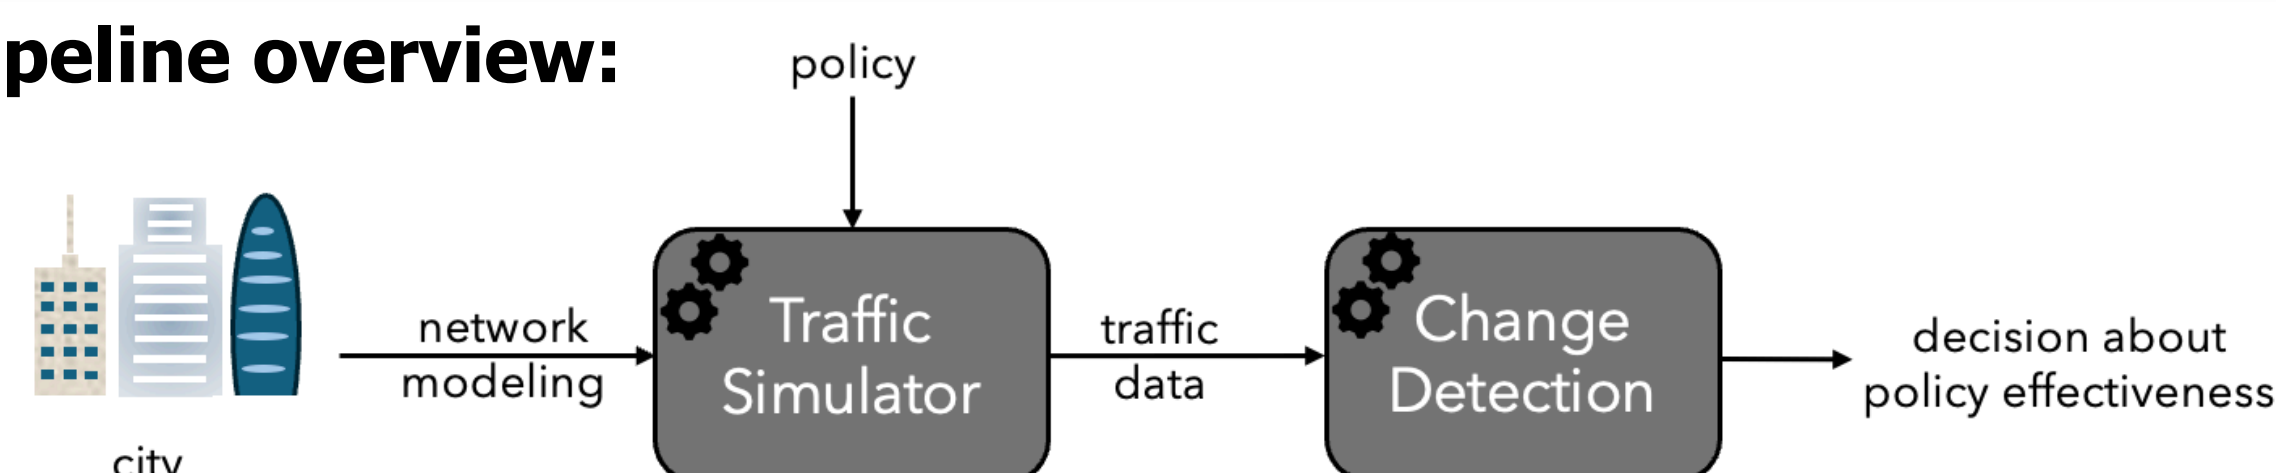 peline overview:
policy
network
modeling
Traffic
Simulator
traffic
data
Change
Detection
decision about
policy effectiveness
city